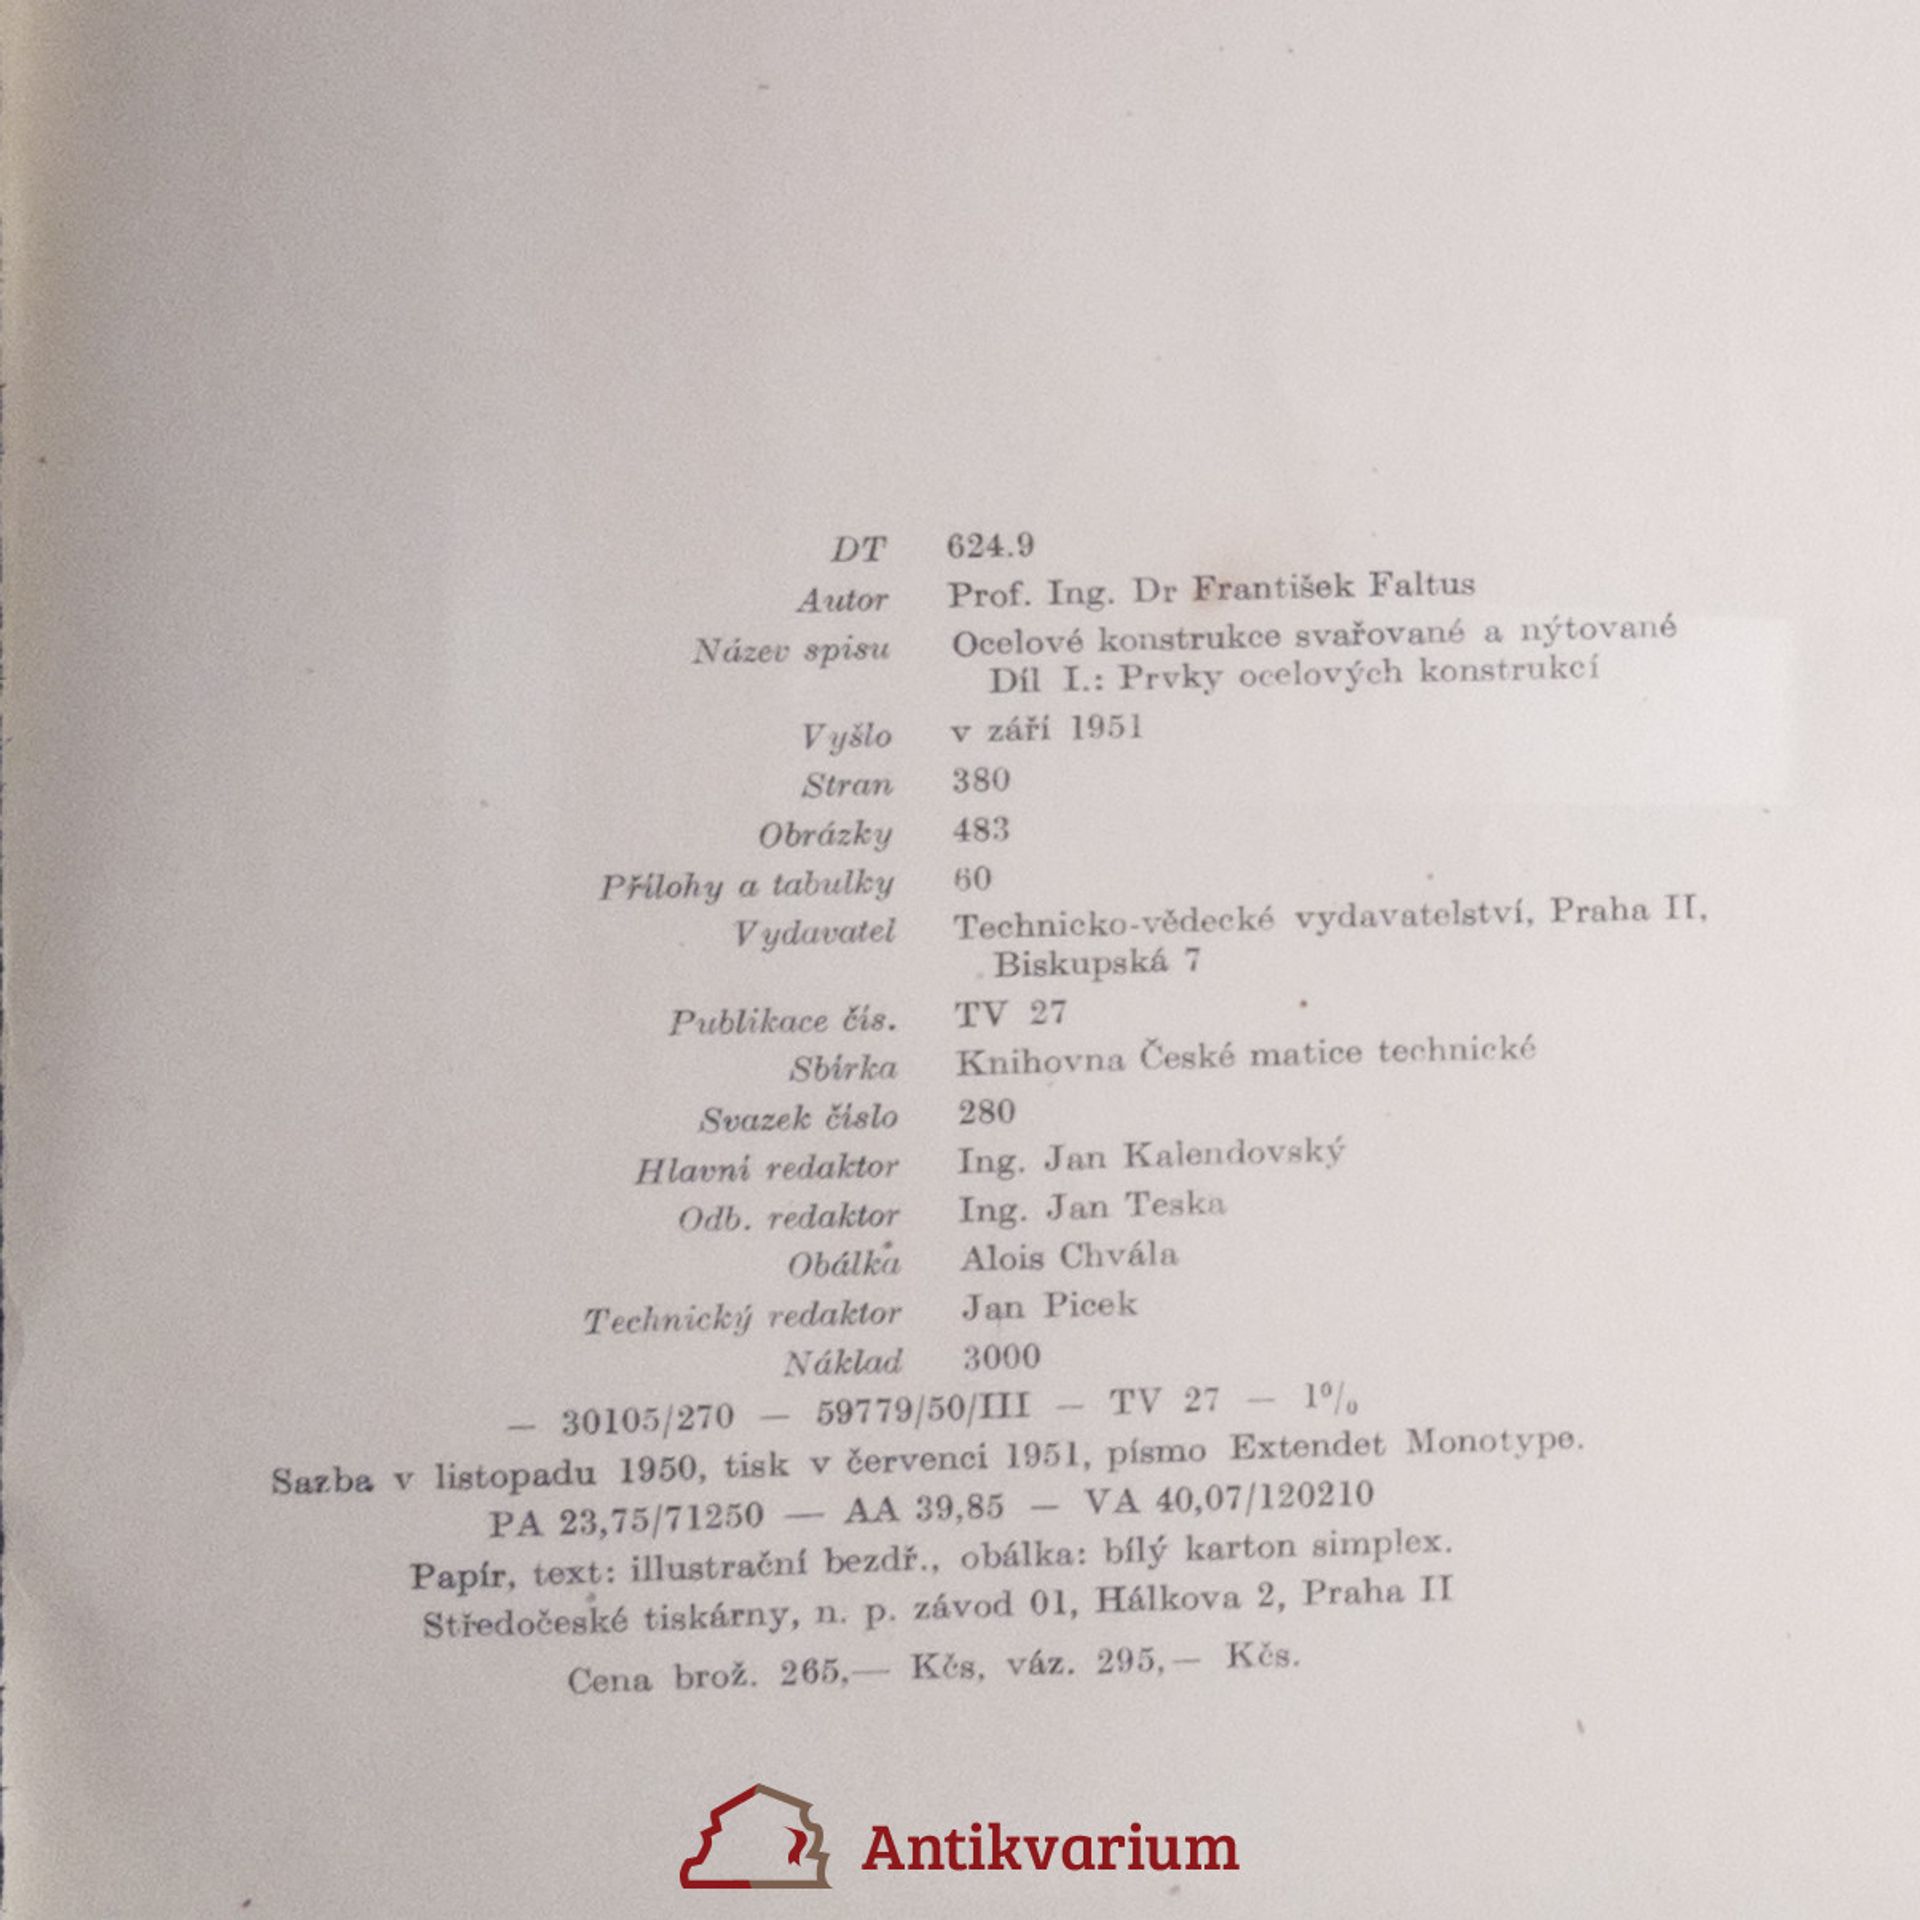 DT 624.9
Autor Prof. Ing. Dr František Faltus
Název spisu Ocelové konstrukce svařované a nýtované
Díl I.: Prvky ocelových konstrukcí
Vyšlo v září 1951
Stran 380
Obrázky 483
Přílohy a tabulky 60
Vydavatel Technicko-vědecké vydavatelství, Praha II,
Biskupská 7
Publikace čís. TV 27
Sbírka Knihovna České matice technické
Svazek číslo 280
Hlavní redaktor Ing. Jan Kalendovský
Odb. redaktor Ing. Jan Teska
Obálka Alois Chvála
Technický redaktor Jan Picek
Náklad 3000
— 30105/270 — 59779/50/III — TV 27 — 1%
Sazba v listopadu 1950, tisk v červenci 1951, písmo Extendet Monotype.
PA 23,75/71250 — AA 39,85 — VA 40,07/120210
Papír, text: illustrační bezdř., obálka: bílý karton simplex.
Středočeské tiskárny, n. p. závod 01, Hálkova 2, Praha II
Cena brož. 265,— Kčs, váz. 295,— Kčs.
Antikvarium